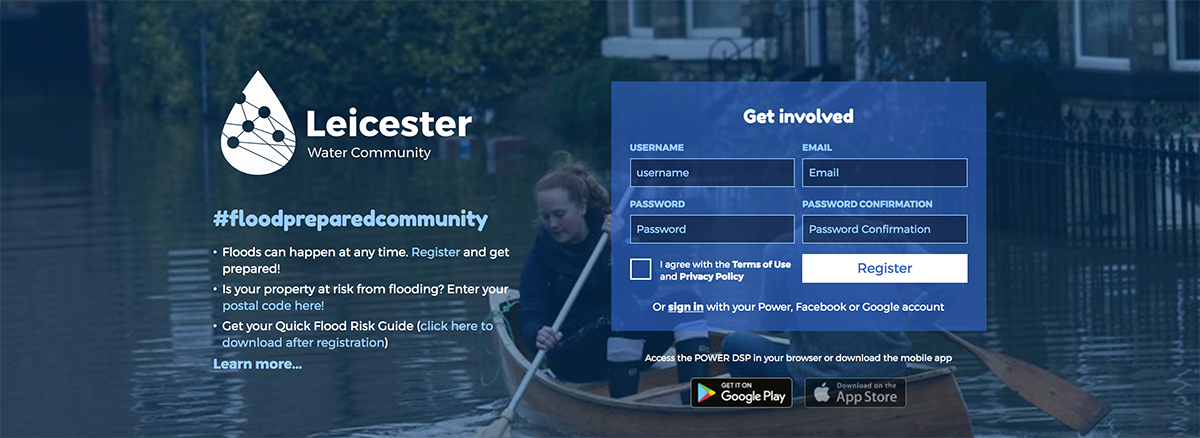 Leicester
Water Community
#floodpreparedcommunity
• Floods can happen at any time. Register and get
prepared!
• Is your property at risk from flooding? Enter your
postal code here!
• Get your Quick Flood Risk Guide (click here to
download after registration)
Learn more...
Get involved
USERNAME EMAIL
username Email
PASSWORD PASSWORD CONFIRMATION
Password Password Confirmation
I agree with the Terms of Use
and Privacy Policy
Register
Or sign in with your Power, Facebook or Google account
Access the POWER DSP in your browser or download the mobile app
GET IT ON
Google Play
Download on the
App Store